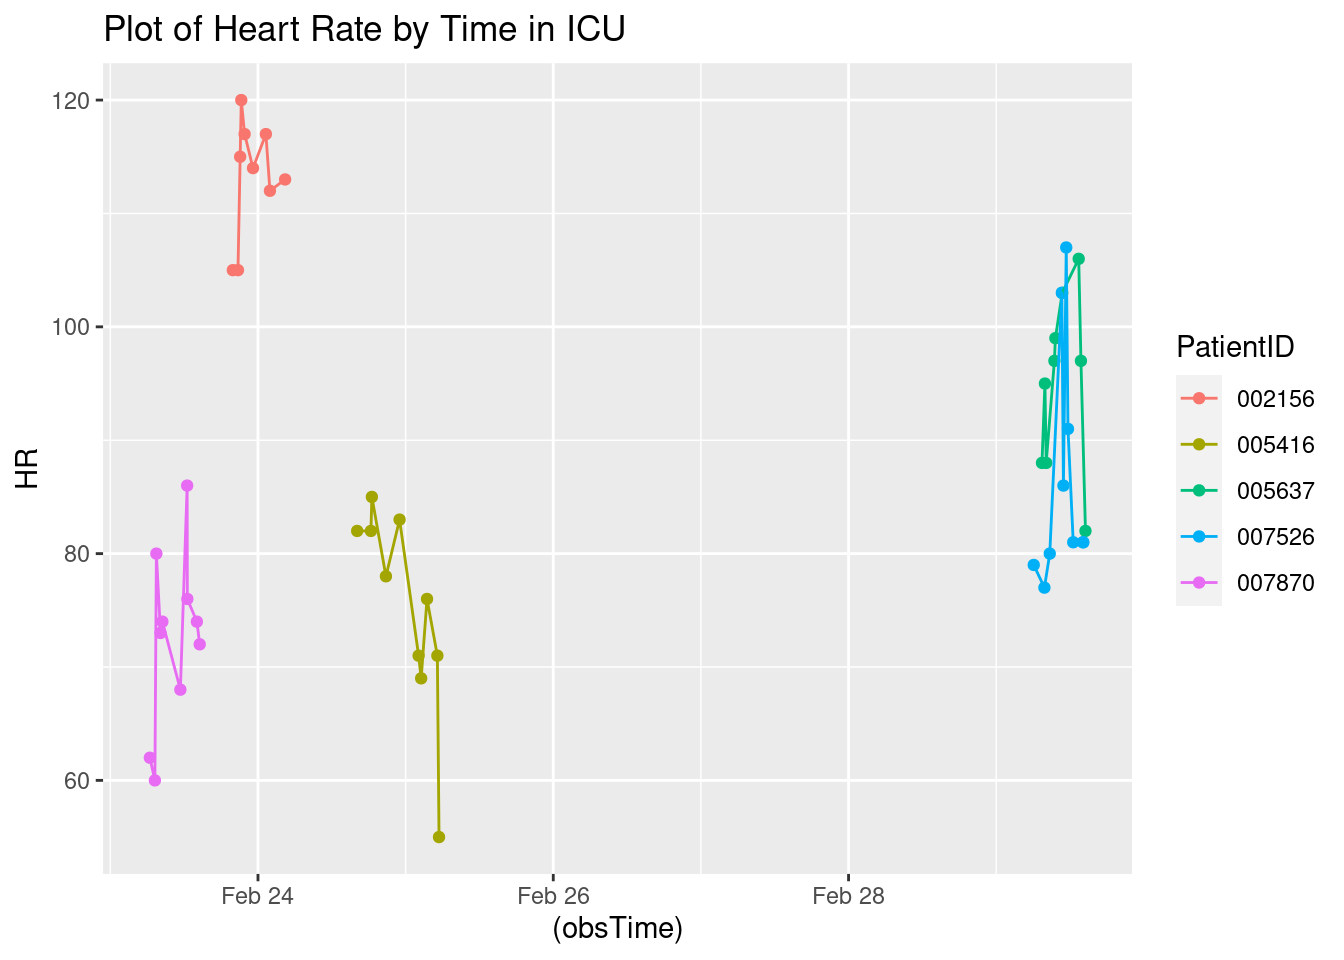 Plot of Heart Rate by Time in ICU
120
100
80
60
HR
Feb 24
Feb 26
Feb 28
(obsTime)
PatientID
002156
005416
005637
007526
007870